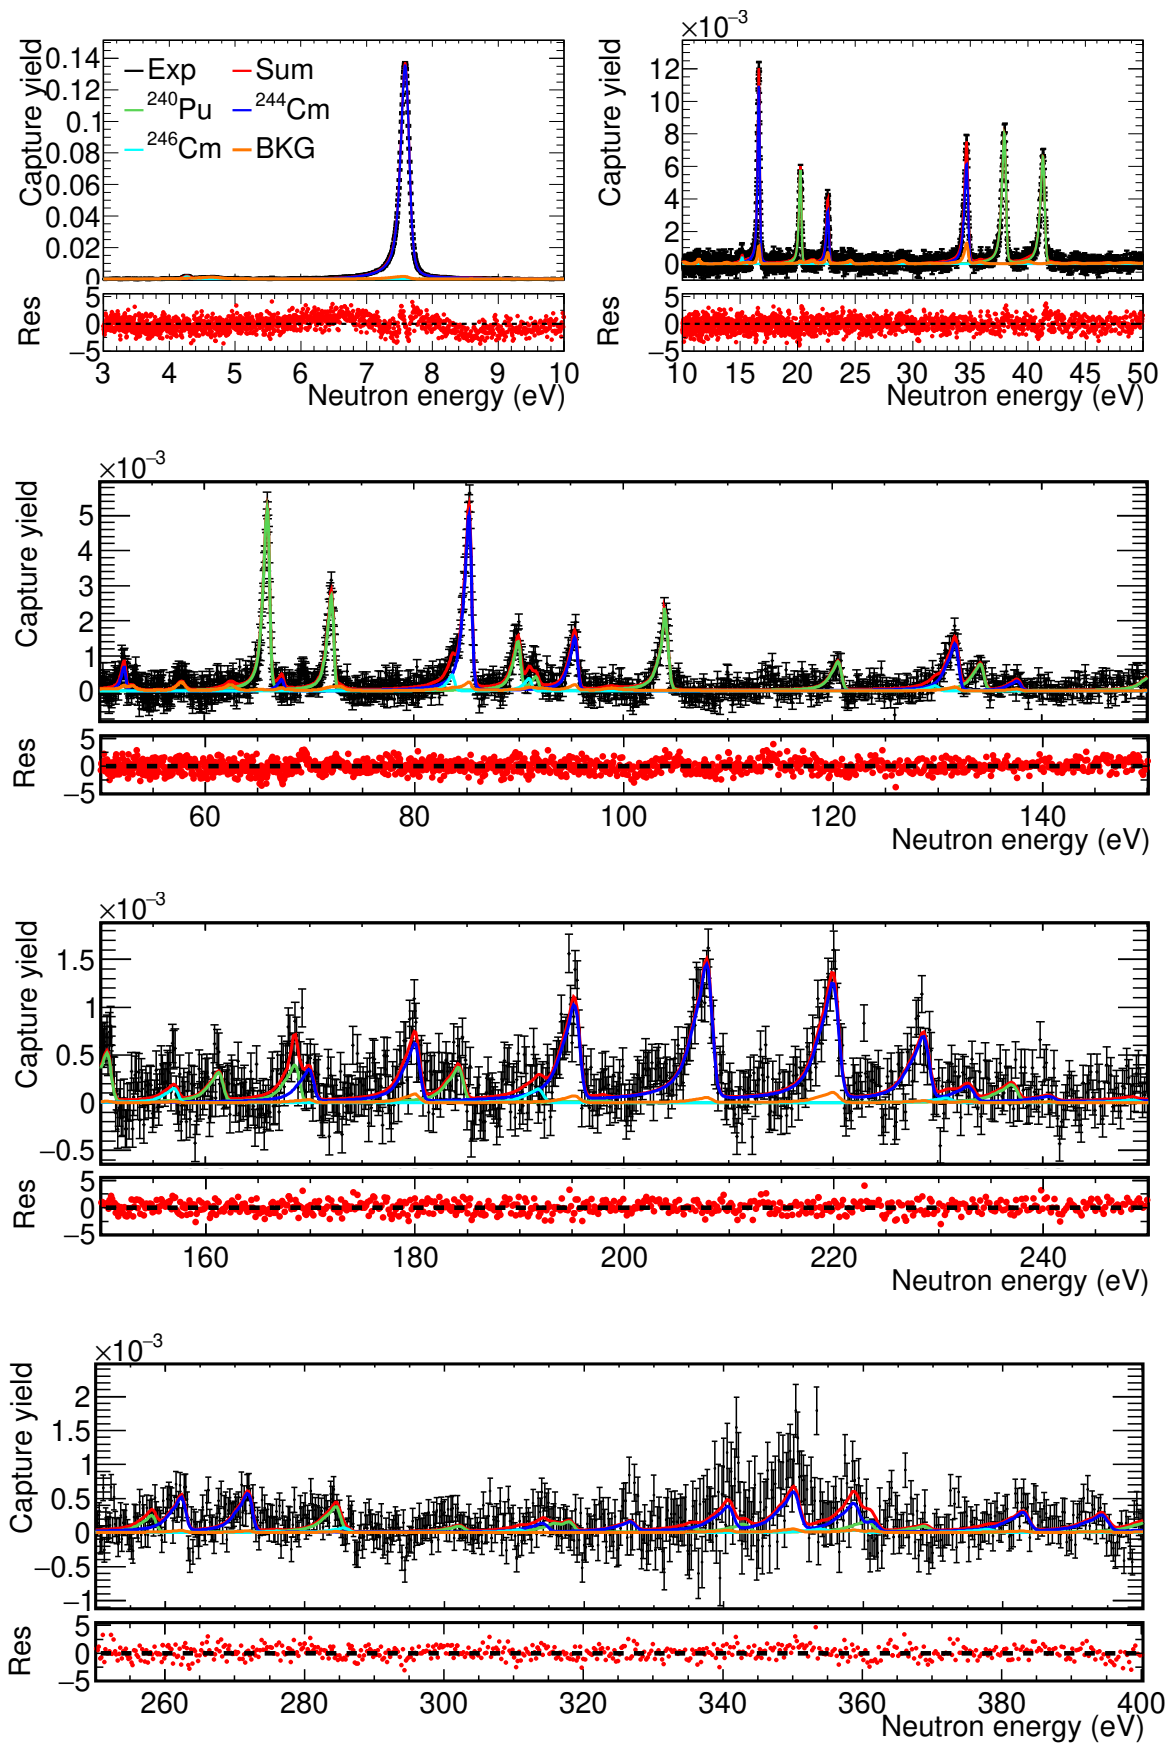 Capture yield
0.14
0.12
0.1
0.08
0.06
0.04
0.02
0
Exp
Sum
²⁴⁰Pu
²⁴⁴Cm
²⁴⁶Cm
BKG
Res
5
0
−5
3 4 5 6 7 8 9 10
Neutron energy (eV)
×10⁻³
Capture yield
12
10
8
6
4
2
0
Res
5
0
−5
10 15 20 25 30 35 40 45 50
Neutron energy (eV)
×10⁻³
Capture yield
5
4
3
2
1
0
Res
5
0
−5
60 80 100 120 140
Neutron energy (eV)
×10⁻³
Capture yield
1.5
1
0.5
0
−0.5
Res
5
0
−5
160 180 200 220 240
Neutron energy (eV)
×10⁻³
Capture yield
2
1.5
1
0.5
0
−0.5
−1
Res
5
0
−5
260 280 300 320 340 360 380 400
Neutron energy (eV)